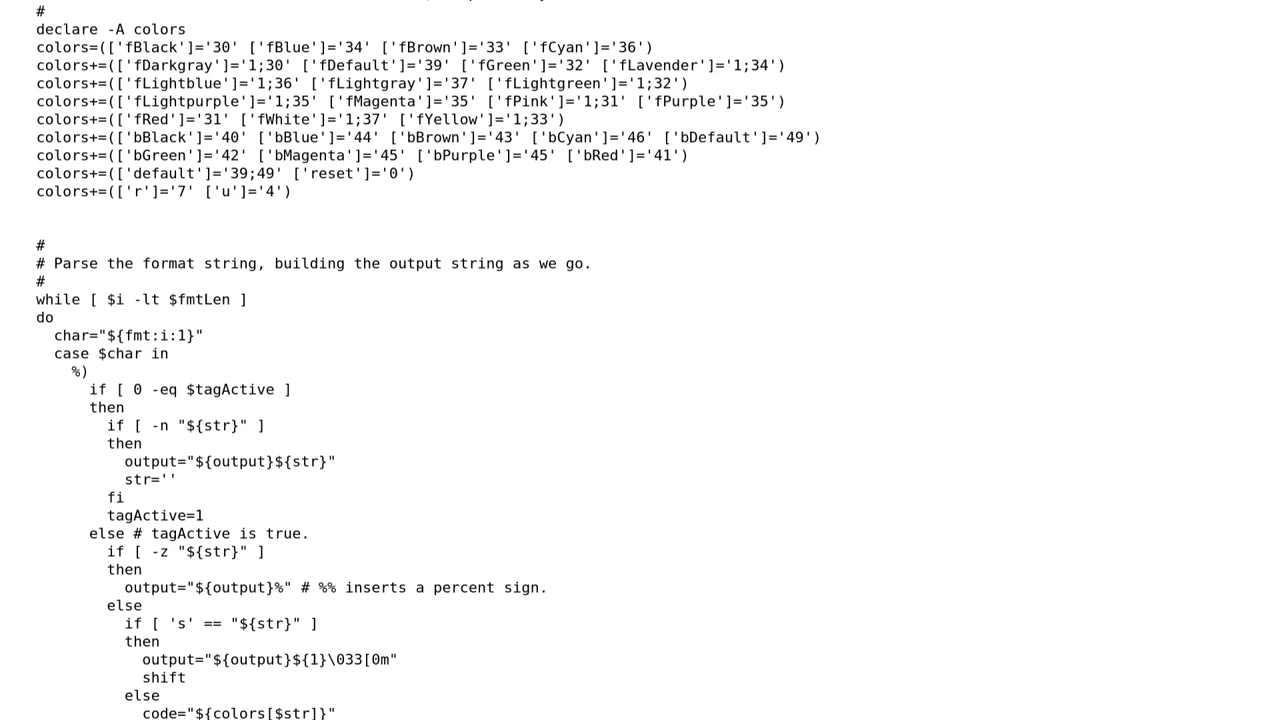 #
declare -A colors
colors=(['fBlack']='30' ['fBlue']='34' ['fBrown']='33' ['fCyan']='36')
colors+=(['fDarkgray']='1;30' ['fDefault']='39' ['fGreen']='32' ['fLavender']='1;34')
colors+=(['fLightblue']='1;36' ['fLightgray']='37' ['fLightgreen']='1;32')
colors+=(['fLightpurple']='1;35' ['fMagenta']='35' ['fPink']='1;31' ['fPurple']='35')
colors+=(['fRed']='31' ['fWhite']='1;37' ['fYellow']='1;33')
colors+=(['bBlack']='40' ['bBlue']='44' ['bBrown']='43' ['bCyan']='46' ['bDefault']='49')
colors+=(['bGreen']='42' ['bMagenta']='45' ['bPurple']='45' ['bRed']='41')
colors+=(['default']='39;49' ['reset']='0')
colors+=(['r']='7' ['u']='4')
#
# Parse the format string, building the output string as we go.
#
while [ $i -lt $fmtLen ]
do
  char="${fmt:i:1}"
  case $char in
    %)
      if [ 0 -eq $tagActive ]
      then
        if [ -n "${str}" ]
        then
          output="${output}${str}"
          str=''
        fi
        tagActive=1
      else # tagActive is true.
        if [ -z "${str}" ]
        then
          output="${output}%" # %% inserts a percent sign.
        else
          if [ 's' == "${str}" ]
          then
            output="${output}${1}\033[0m"
            shift
          else
            code="${colors[$str]}"